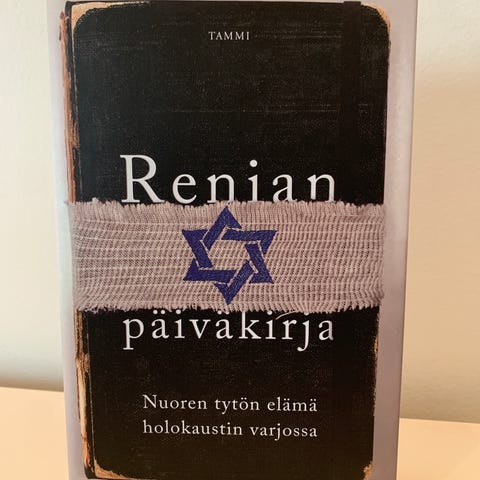 TAMMI
Renian
päiväkirja
Nuoren tytön elämä
holokaustin varjossa